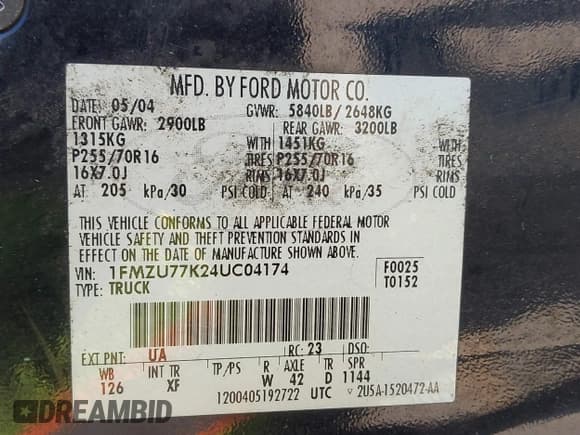 MFD. BY FORD MOTOR CO.
DATE: 05/04 GVWR: 5840LB/ 2648KG
FRONT GAWR: 2900LB REAR GAWR: 3200LB
1315KG WITH 1451KG WITH
P255/70R16 TIRES P255/70R16 TIRES
16X7.0J RIMS 16X7.0J RIMS
AT 205 kPa/30 PSI COLD AT 240 kPa/35 PSI COLD
THIS VEHICLE CONFORMS TO ALL APPLICABLE FEDERAL MOTOR
VEHICLE SAFETY AND THEFT PREVENTION STANDARDS IN
EFFECT ON THE DATE OF MANUFACTURE SHOWN ABOVE.
VIN: 1FMZU77K24UC04174 F0025
TYPE: TRUCK T0152
EXT PNT: UA RC: 23 DSO:
WB INT TR TP/PS R AXLE TR SPR
126 XF W 42 D 1144
1200405192722 UTC ▽ 2U5A-1520472-AA
DREAMBID